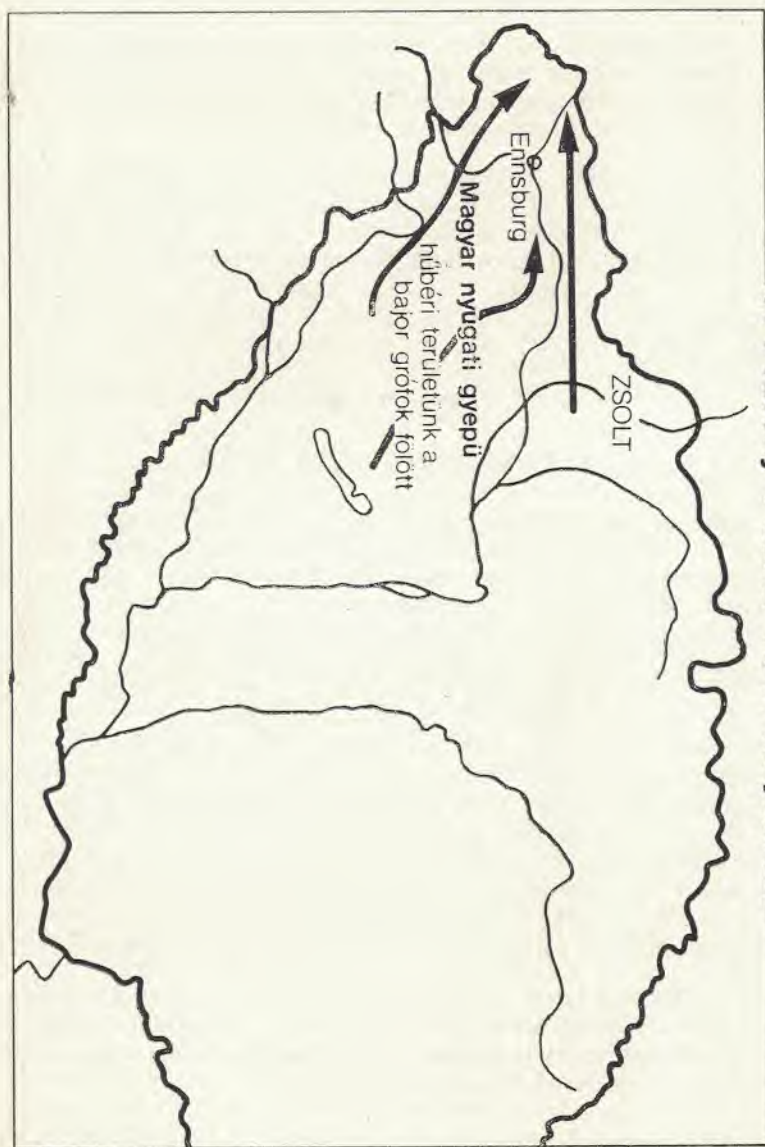 ZSOLT
Ennsburg
Magyar nyugati gyepü
hűbéri területünk a
bajor grófok fölött